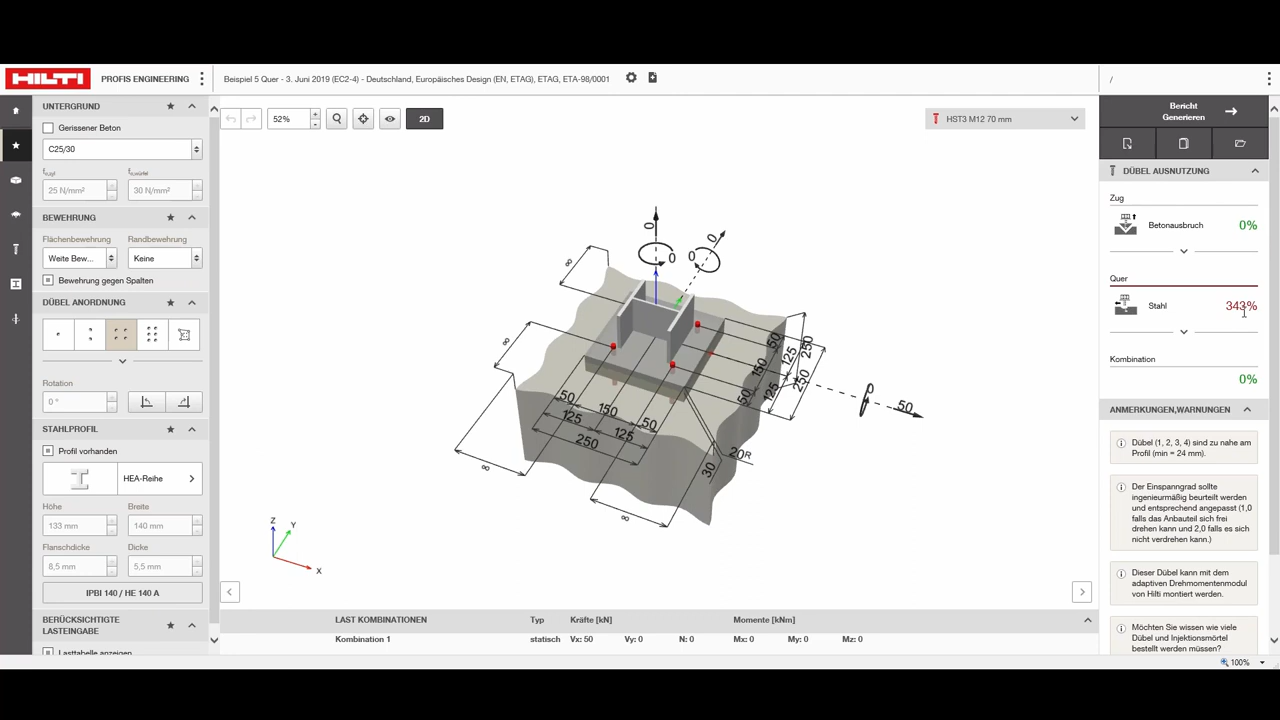 HILTI PROFIS ENGINEERING
Beispiel 5 Quer - 3. Juni 2019 (EC2-4) - Deutschland, Europäisches Design (EN, ETAG), ETAG, ETA-98/0001
/
UNTERGRUND
Gerissener Beton
C25/30
25 N/mm² 30 N/mm²
BEWEHRUNG
Flächenbewehrung Randbewehrung
Weite Bew... Keine
Bewehrung gegen Spalten
DÜBEL ANORDNUNG
Rotation
0 °
STAHLPROFIL
Profil vorhanden
HEA-Reihe
Höhe Breite
133 mm 140 mm
Flanschdicke Dicke
8,5 mm 5,5 mm
IPBI 140 / HE 140 A
BERÜCKSICHTIGTE
LASTEINGABE
Lasttabelle anzeigen
52%
2D
HST3 M12 70 mm
0
0
0
0
∞
∞
∞
∞
50
150
50
125
125
250
50
125
250
150
250
50
125
0
50
20R
30
Z
Y
X
LAST KOMBINATIONEN Typ Kräfte [kN] Momente [kNm]
Kombination 1 statisch Vx: 50 Vy: 0 N: 0 Mx: 0 My: 0 Mz: 0
Bericht
Generieren
DÜBEL AUSNUTZUNG
Zug
Betonausbruch 0%
Quer
Stahl 343%
Kombination
0%
ANMERKUNGEN,WARNUNGEN
Dübel (1, 2, 3, 4) sind zu nahe am
Profil (min = 24 mm).
Der Einspanngrad sollte
ingenieurmäßig beurteilt werden
und entsprechend angepasst (1,0
falls das Anbauteil sich frei
drehen kann und 2,0 falls es sich
nicht verdrehen kann.)
Dieser Dübel kann mit dem
adaptiven Drehmomentenmodul
von Hilti montiert werden.
Möchten Sie wissen wie viele
Dübel und Injektionsmörtel
bestellt werden müssen?
100%